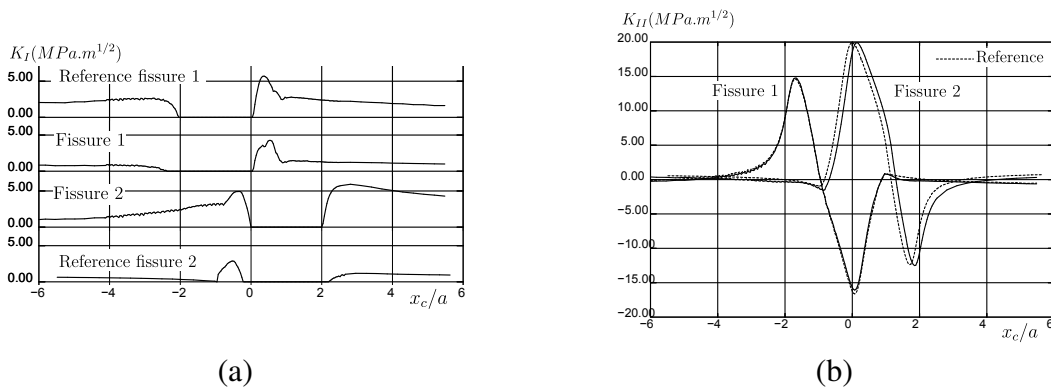 K_I(MPa.m^{1/2})
5.00
Reference fissure 1
0.00
5.00
Fissure 1
0.00
5.00
Fissure 2
0.00
5.00
Reference fissure 2
0.00
−6 −4 −2 0 2 4 6
x_c/a
(a)
K_{II}(MPa.m^{1/2})
20.00
Reference
15.00
Fissure 1 Fissure 2
10.00
5.00
0.00
−5.00
−10.00
−15.00
x_c/a
−20.00
−6 −4 −2 0 2 4 6
(b)